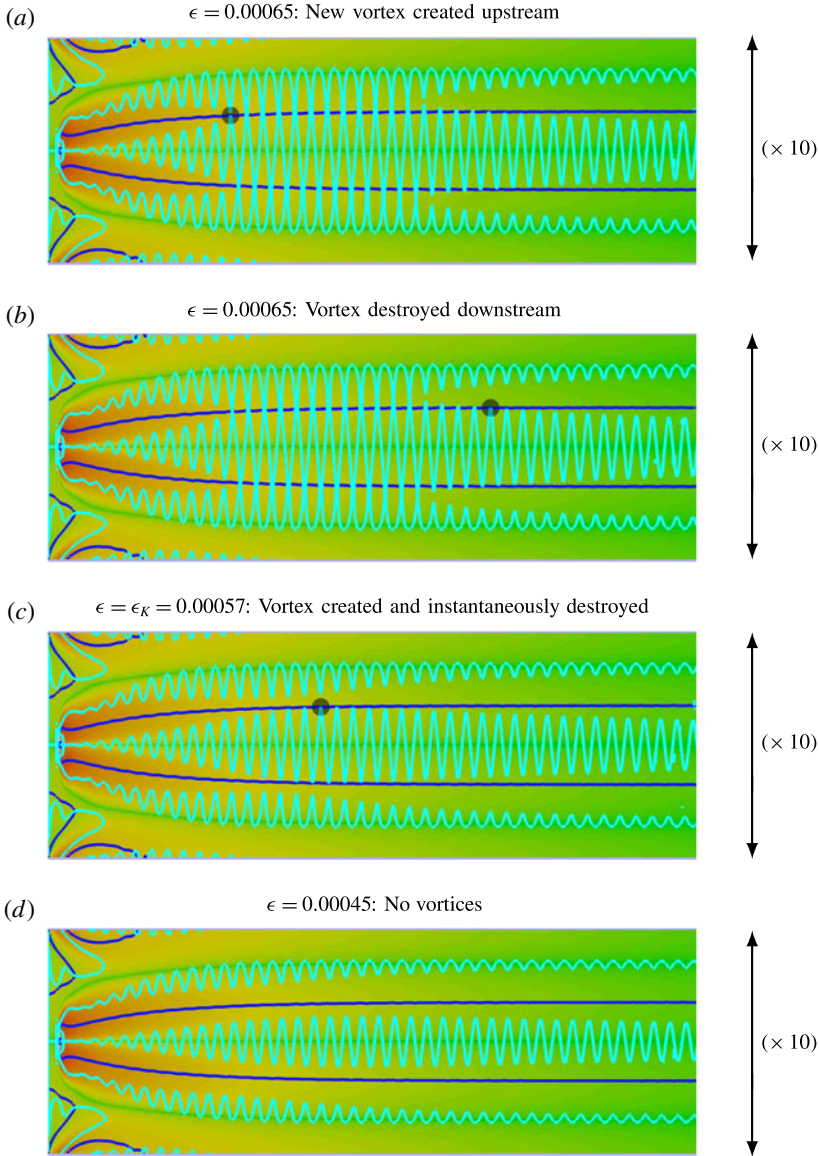 (a) ϵ = 0.00065: New vortex created upstream
(× 10)
(b) ϵ = 0.00065: Vortex destroyed downstream
(× 10)
(c) ϵ = ϵ_K = 0.00057: Vortex created and instantaneously destroyed
(× 10)
(d) ϵ = 0.00045: No vortices
(× 10)